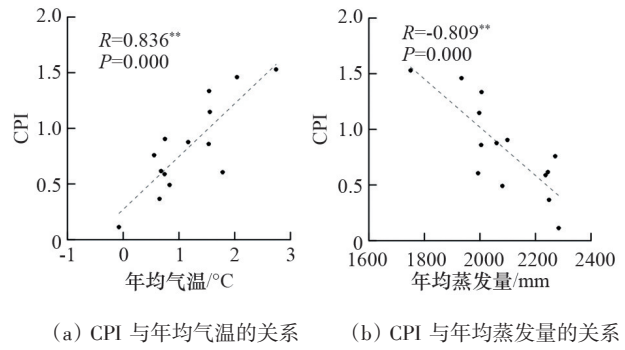 2.0
1.5
1.0
0.5
0
CPI
R=0.836**
P=0.000
-1 0 1 2 3
年均气温/°C
(a) CPI 与年均气温的关系
2.0
1.5
1.0
0.5
0
CPI
R=-0.809**
P=0.000
1600 1800 2000 2200 2400
年均蒸发量/mm
(b) CPI 与年均蒸发量的关系